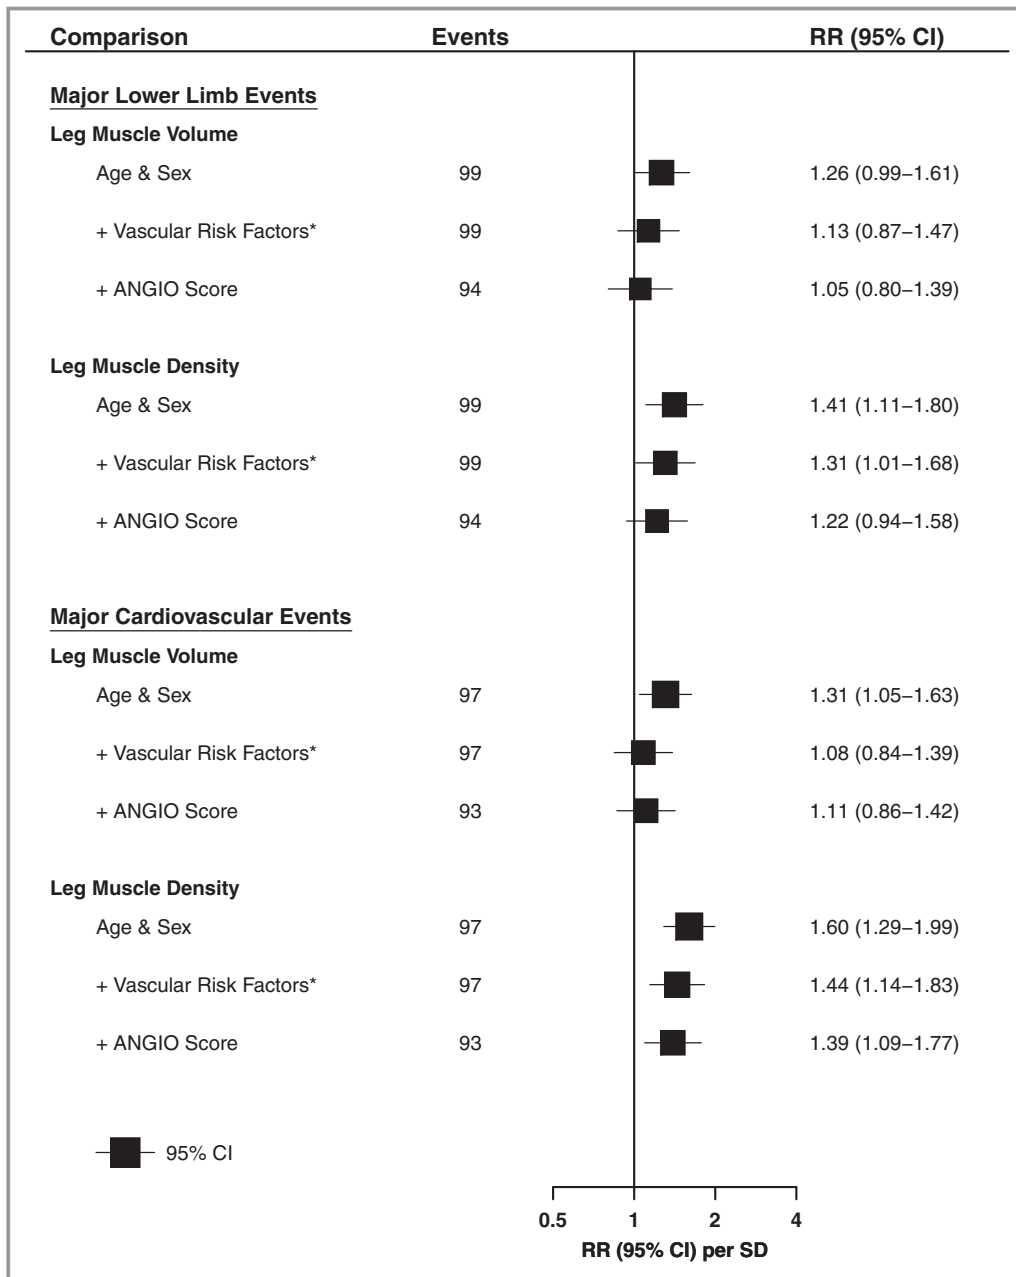 Comparison Events RR (95% CI)
Major Lower Limb Events
Leg Muscle Volume
Age & Sex 99 1.26 (0.99–1.61)
+ Vascular Risk Factors* 99 1.13 (0.87–1.47)
+ ANGIO Score 94 1.05 (0.80–1.39)
Leg Muscle Density
Age & Sex 99 1.41 (1.11–1.80)
+ Vascular Risk Factors* 99 1.31 (1.01–1.68)
+ ANGIO Score 94 1.22 (0.94–1.58)
Major Cardiovascular Events
Leg Muscle Volume
Age & Sex 97 1.31 (1.05–1.63)
+ Vascular Risk Factors* 97 1.08 (0.84–1.39)
+ ANGIO Score 93 1.11 (0.86–1.42)
Leg Muscle Density
Age & Sex 97 1.60 (1.29–1.99)
+ Vascular Risk Factors* 97 1.44 (1.14–1.83)
+ ANGIO Score 93 1.39 (1.09–1.77)
95% CI
0.5 1 2 4
RR (95% CI) per SD